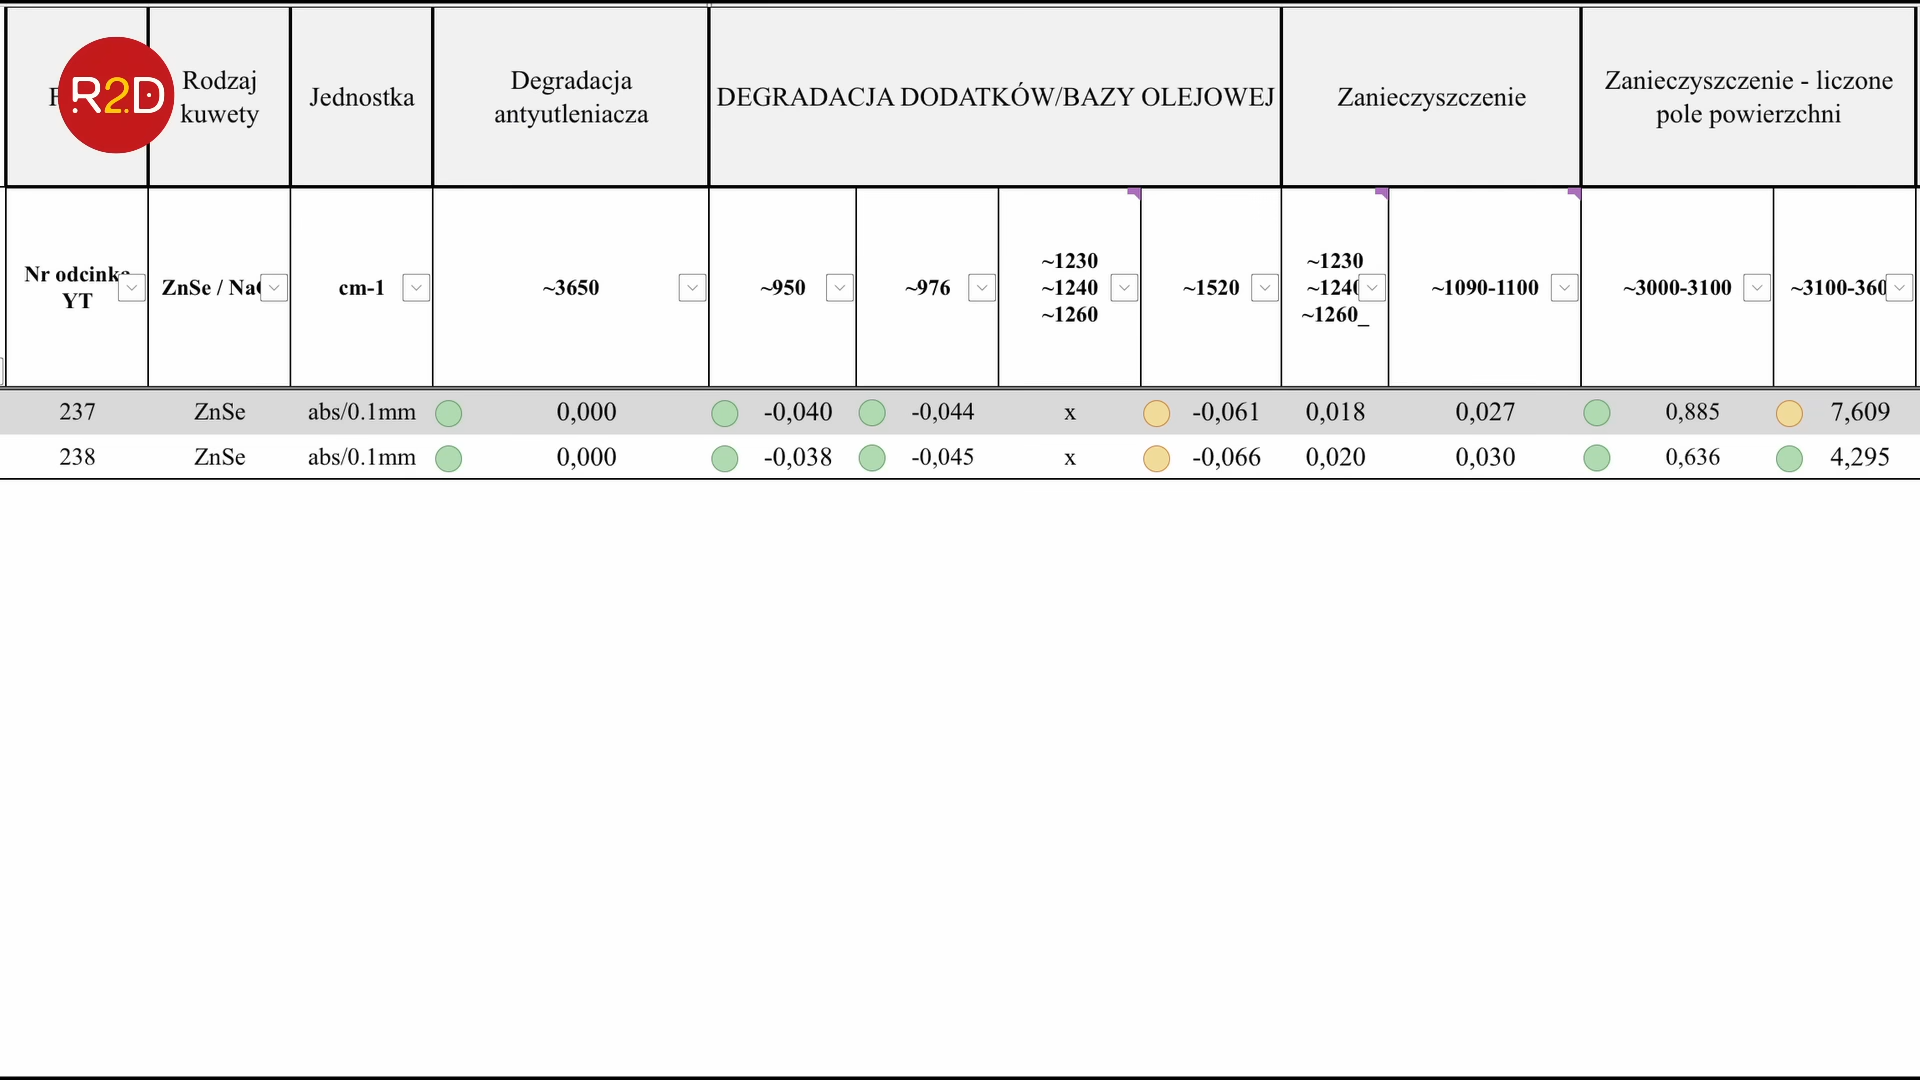 R2D
Rodzaj
kuwety
Jednostka
Degradacja
antyutleniacza
DEGRADACJA DODATKÓW/BAZY OLEJOWEJ
Zanieczyszczenie
Zanieczyszczenie - liczone
pole powierzchni
Nr odcinka
YT
ZnSe / Na
cm-1
~3650
~950
~976
~1230
~1240
~1260
~1520
~1230
~1240
~1260_
~1090-1100
~3000-3100
~3100-360
237 ZnSe abs/0.1mm 0,000 -0,040 -0,044 x -0,061 0,018 0,027 0,885 7,609
238 ZnSe abs/0.1mm 0,000 -0,038 -0,045 x -0,066 0,020 0,030 0,636 4,295